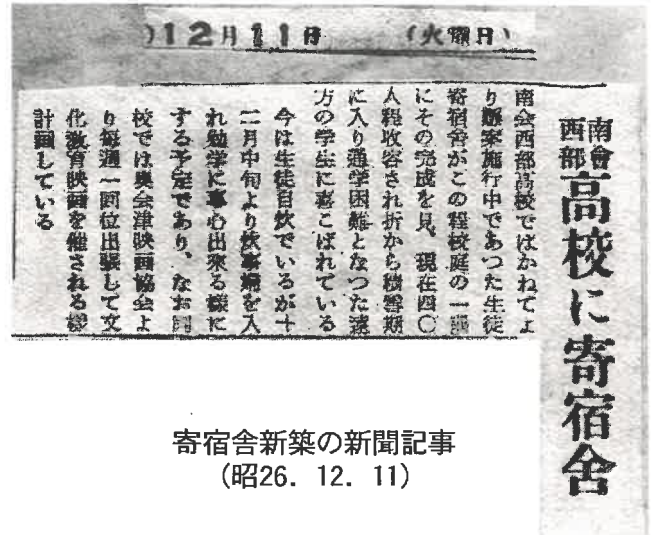 12月11日（火曜日）
南會西部
高校に寄宿舎
南会西部高校ではかねてよ
り懸案施行中であつた生徒
寄宿舎がこの程校庭の一部
にその完成を見、現在四〇
人程収容され折から積雪期
に入り通学困難となつた遠
方の学生に喜こばれている
今は生徒自炊でいるが十
二月中旬より炊事婦を入
れ勉学に専心出來る様に
する予定であり、なお同
校では奥会津映画協会よ
り毎週一回位出張して文
化教育映画を催される様
計画している
寄宿舎新築の新聞記事
（昭26．12．11）